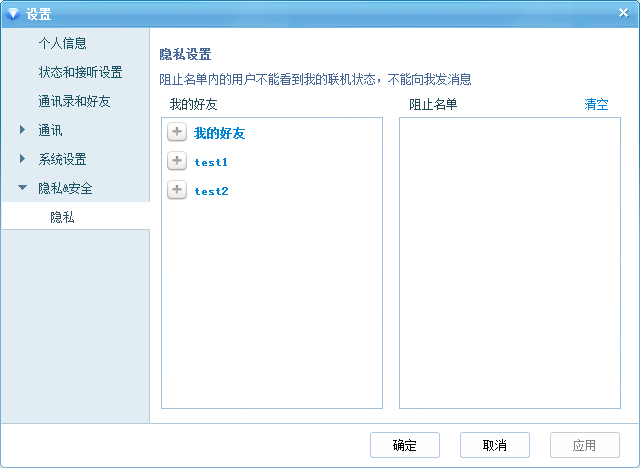 设置
个人信息
状态和接听设置
通讯录和好友
通讯
系统设置
隐私&安全
隐私
隐私设置
阻止名单内的用户不能看到我的联机状态，不能向我发消息
我的好友
阻止名单
清空
我的好友
test1
test2
确定
取消
应用